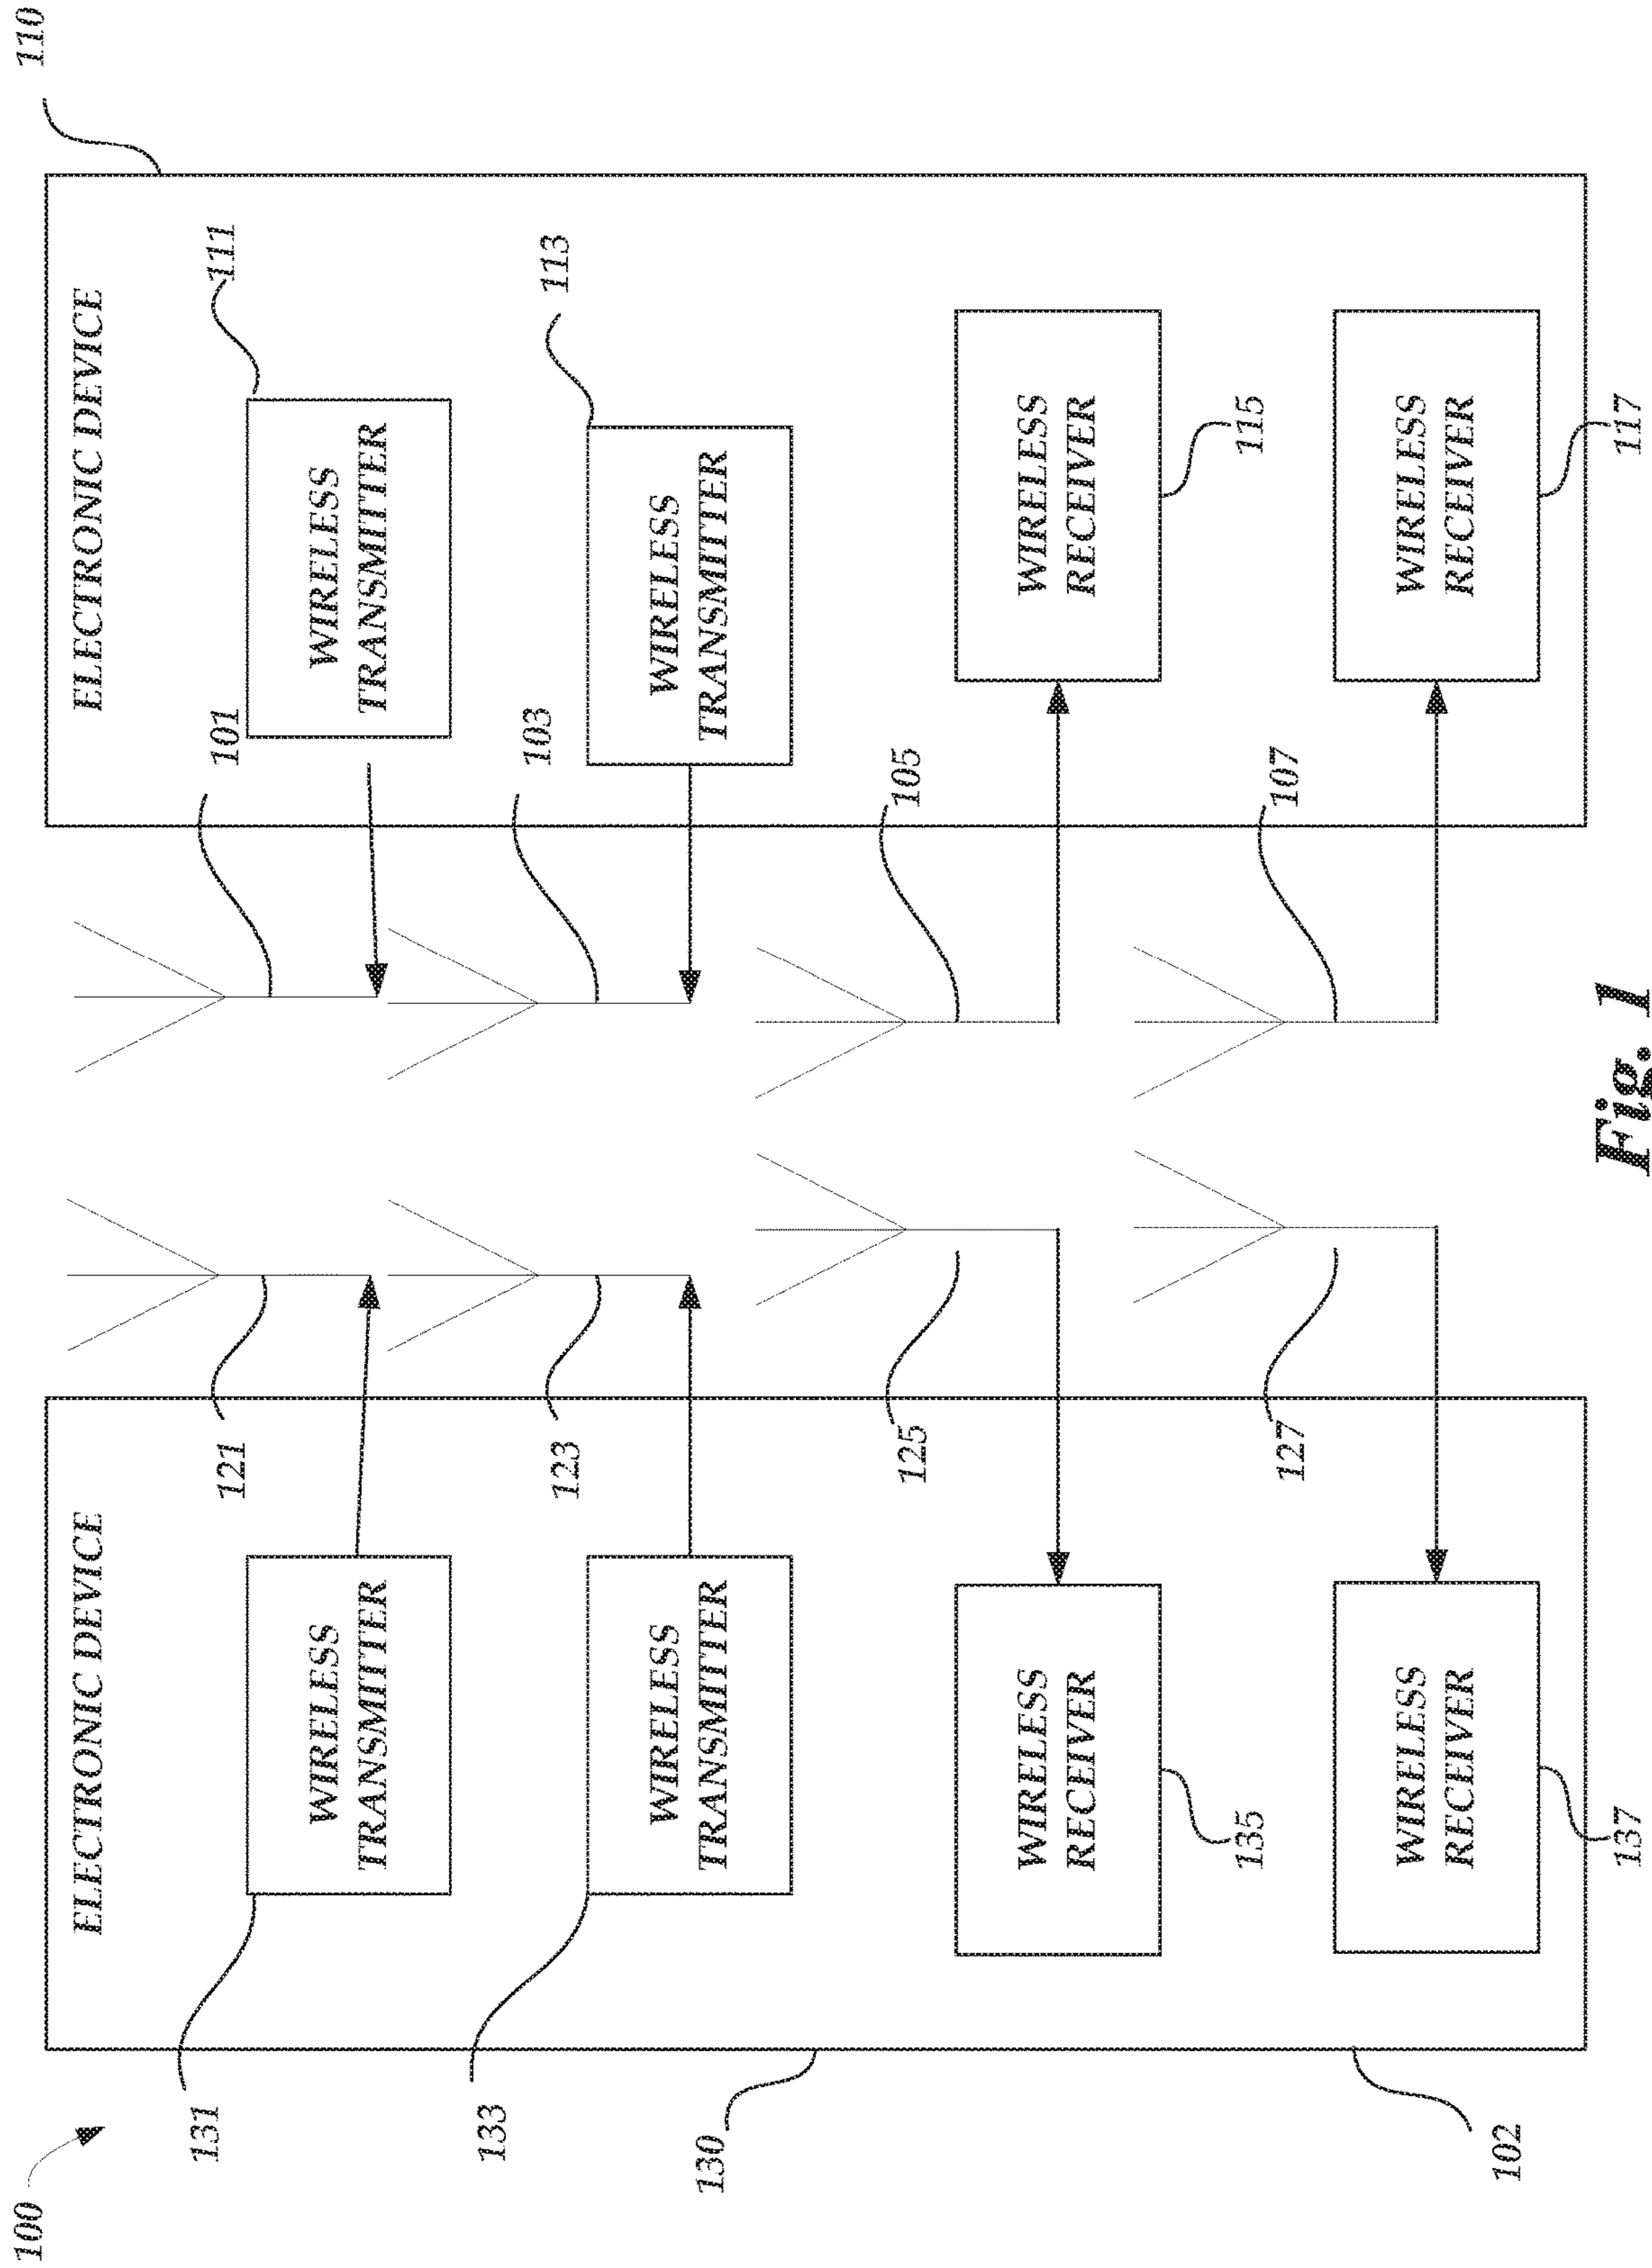 100
ELECTRONIC DEVICE
131
WIRELESS
TRANSMITTER
121
133
WIRELESS
TRANSMITTER
123
130
WIRELESS
RECEIVER
125
135
102
WIRELESS
RECEIVER
127
137
110
ELECTRONIC DEVICE
101
WIRELESS
TRANSMITTER
111
103
WIRELESS
TRANSMITTER
113
105
WIRELESS
RECEIVER
115
107
WIRELESS
RECEIVER
117
Fig. 1